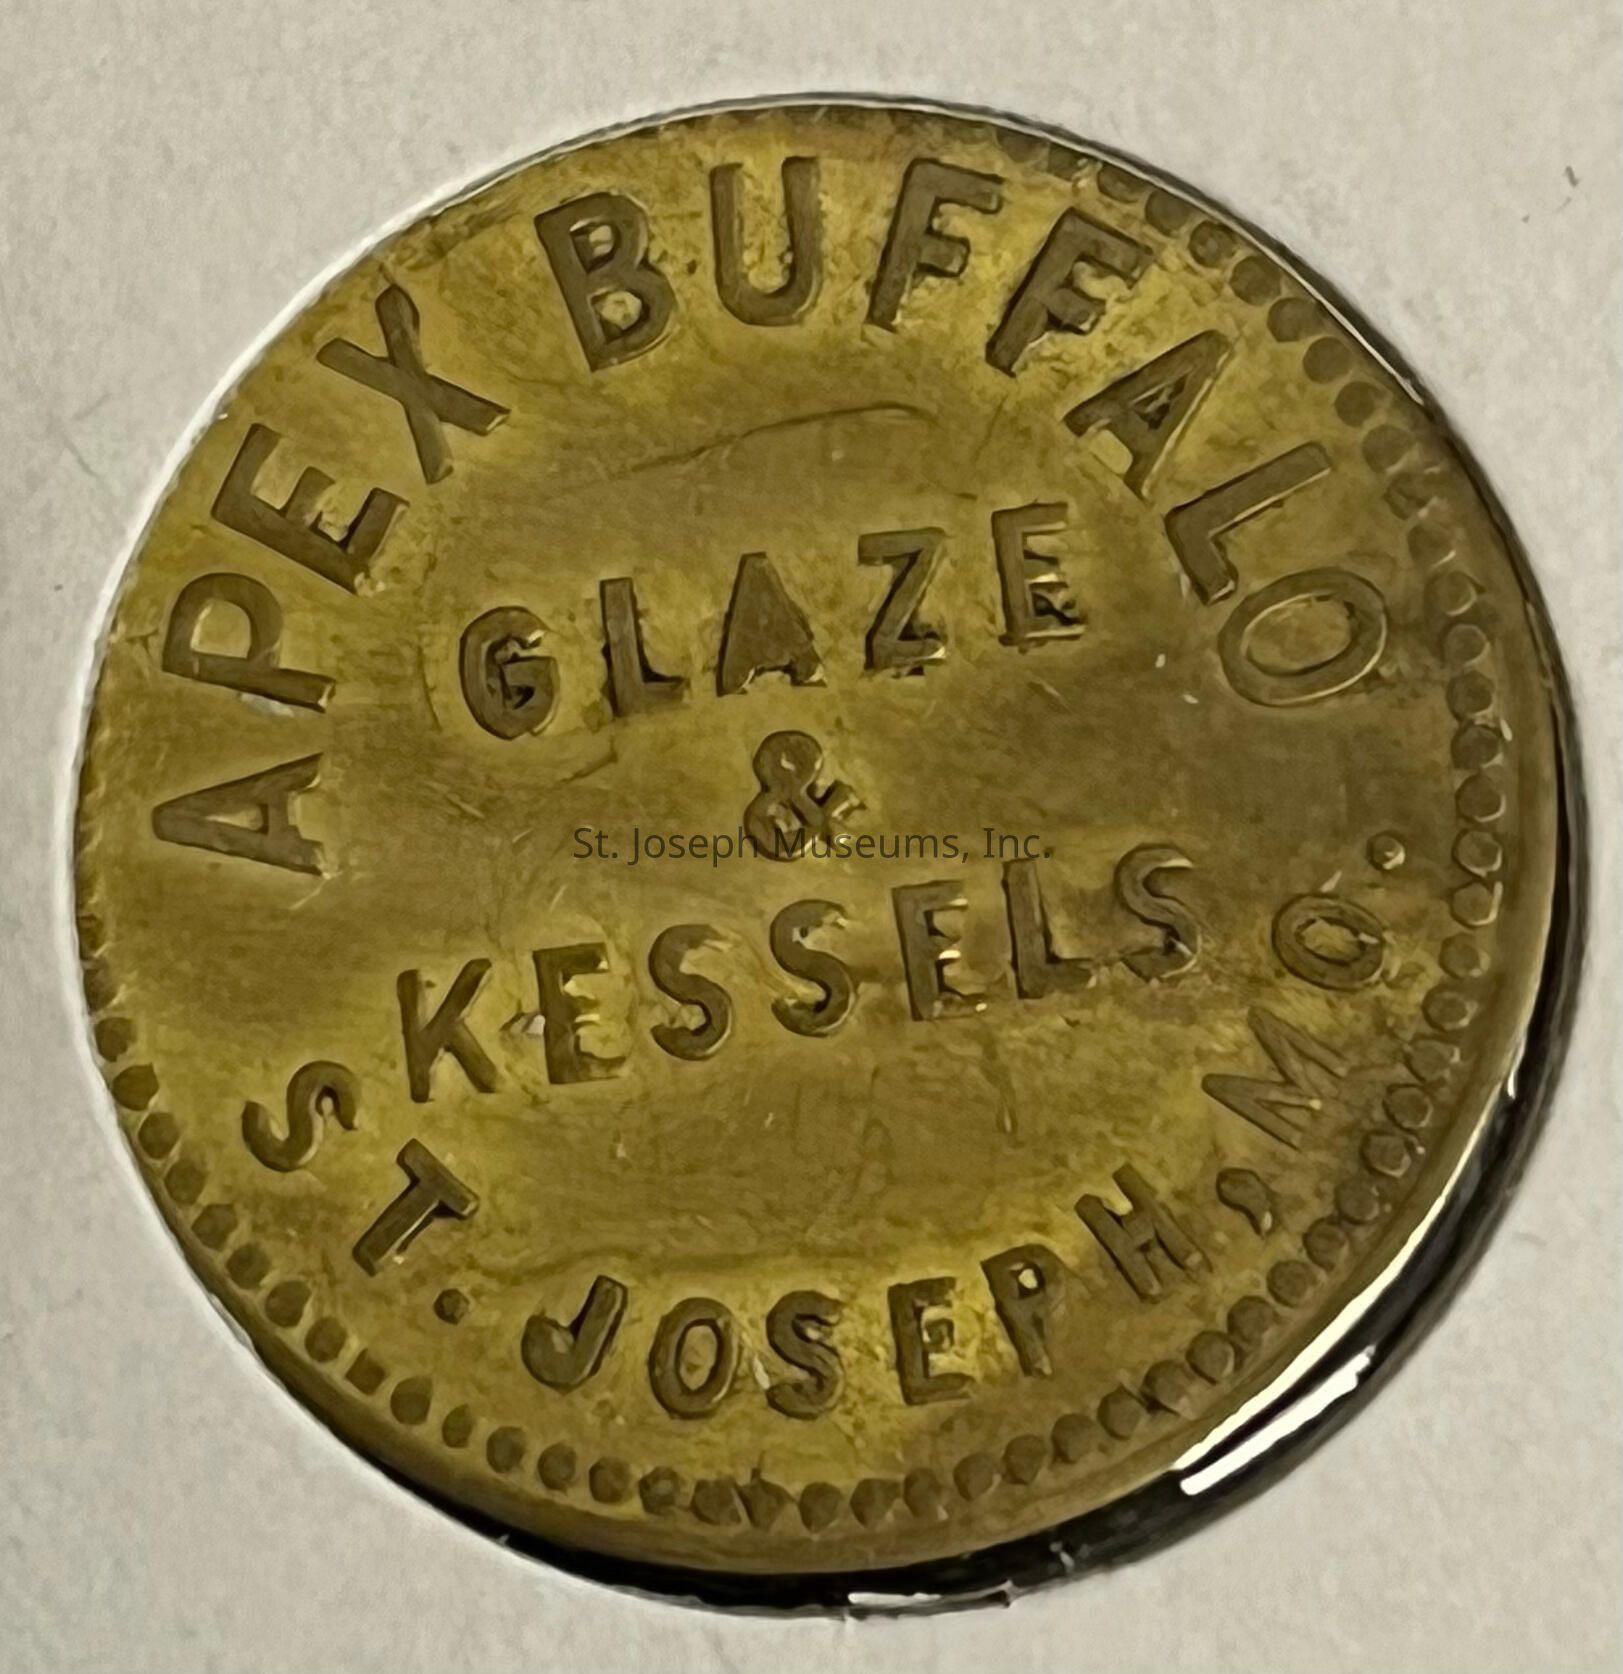 APEX BUFFALO
GLAZE
&
KESSELS
ST. JOSEPH, MO.
St. Joseph Museums, Inc.